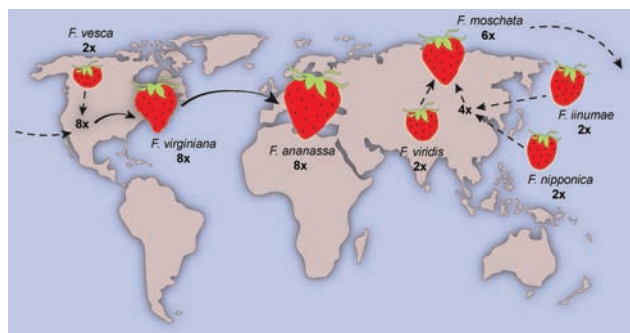 F. vesca
2x
8x
F. virginiana
8x
F. ananassa
8x
F. moschata
6x
F. viridis
2x
4x
F. iinumae
2x
F. nipponica
2x